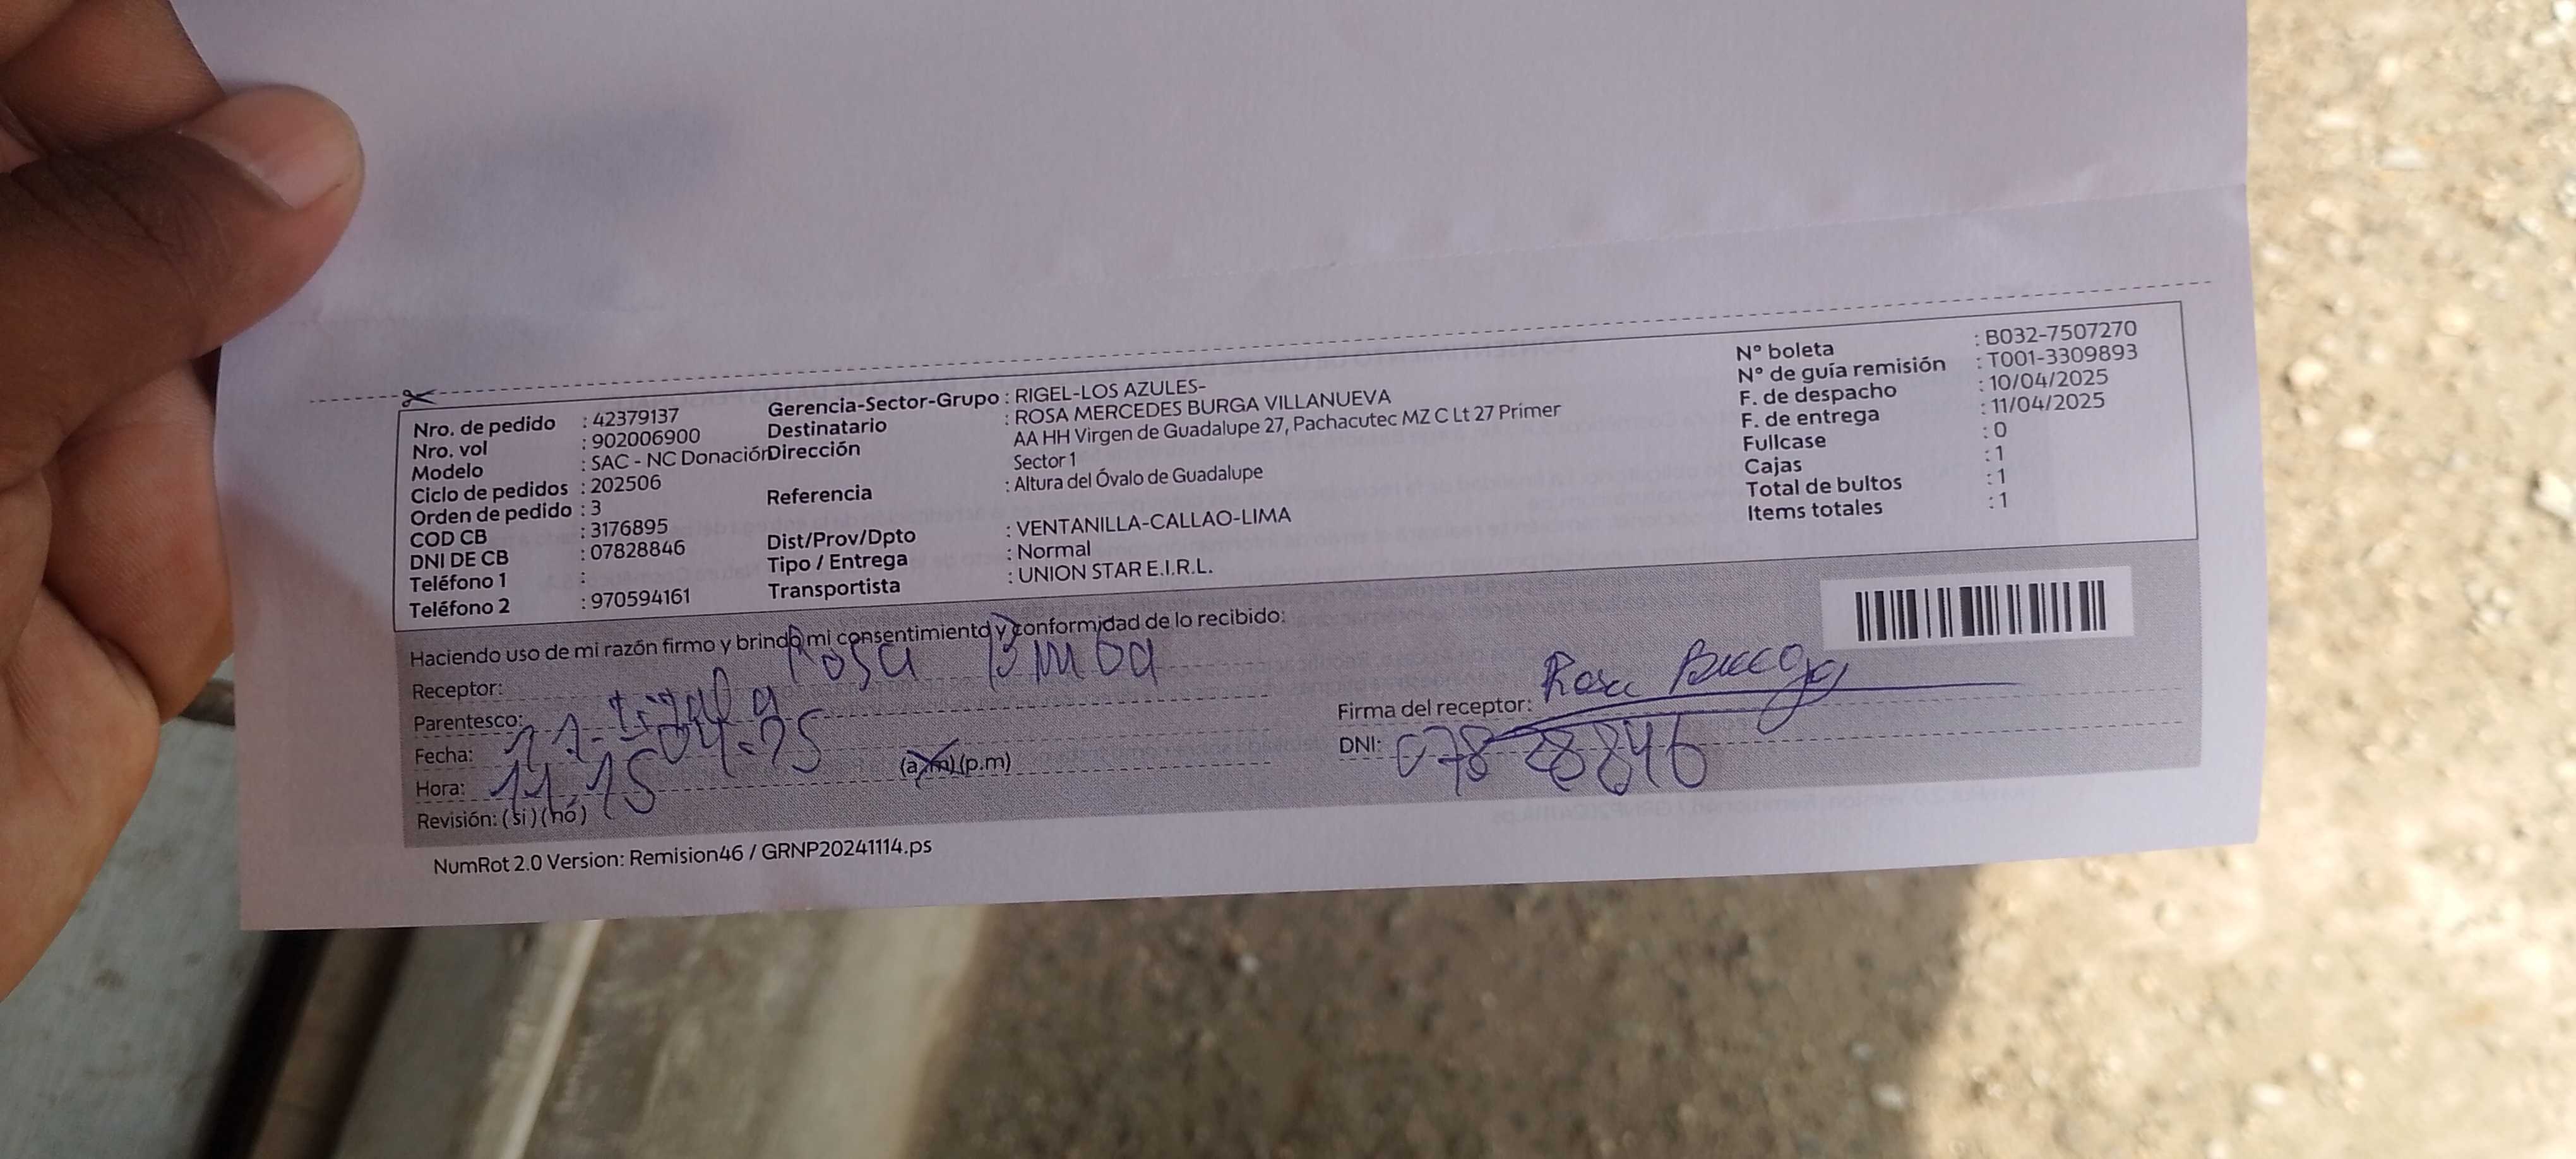 Nro. de pedido : 42379137
Nro. vol : 902006900
Modelo : SAC - NC Donación
Ciclo de pedidos : 202506
Orden de pedido : 3
COD CB : 3176895
DNI DE CB : 07828846
Teléfono 1 :
Teléfono 2 : 970594161
Gerencia-Sector-Grupo : RIGEL-LOS AZULES-
Destinatario : ROSA MERCEDES BURGA VILLANUEVA
Dirección AA HH Virgen de Guadalupe 27, Pachacutec MZ C Lt 27 Primer
Sector 1
Referencia : Altura del Óvalo de Guadalupe
Dist/Prov/Dpto : VENTANILLA-CALLAO-LIMA
Tipo / Entrega : Normal
Transportista : UNION STAR E.I.R.L.
N° boleta : B032-7507270
N° de guía remisión : T001-3309893
F. de despacho : 10/04/2025
F. de entrega : 11/04/2025
Fullcase : 0
Cajas : 1
Total de bultos : 1
Items totales : 1
Haciendo uso de mi razón firmo y brindo mi consentimiento y conformidad de lo recibido:
Receptor: Rosa
Parentesco:
Fecha: 11-04-25
Hora: 11,15 (a.m) (p.m)
Revisión: (si) (no)
Firma del receptor: Rosa Burga
DNI: 07828846
NumRot 2.0 Version: Remision46 / GRNP20241114.ps